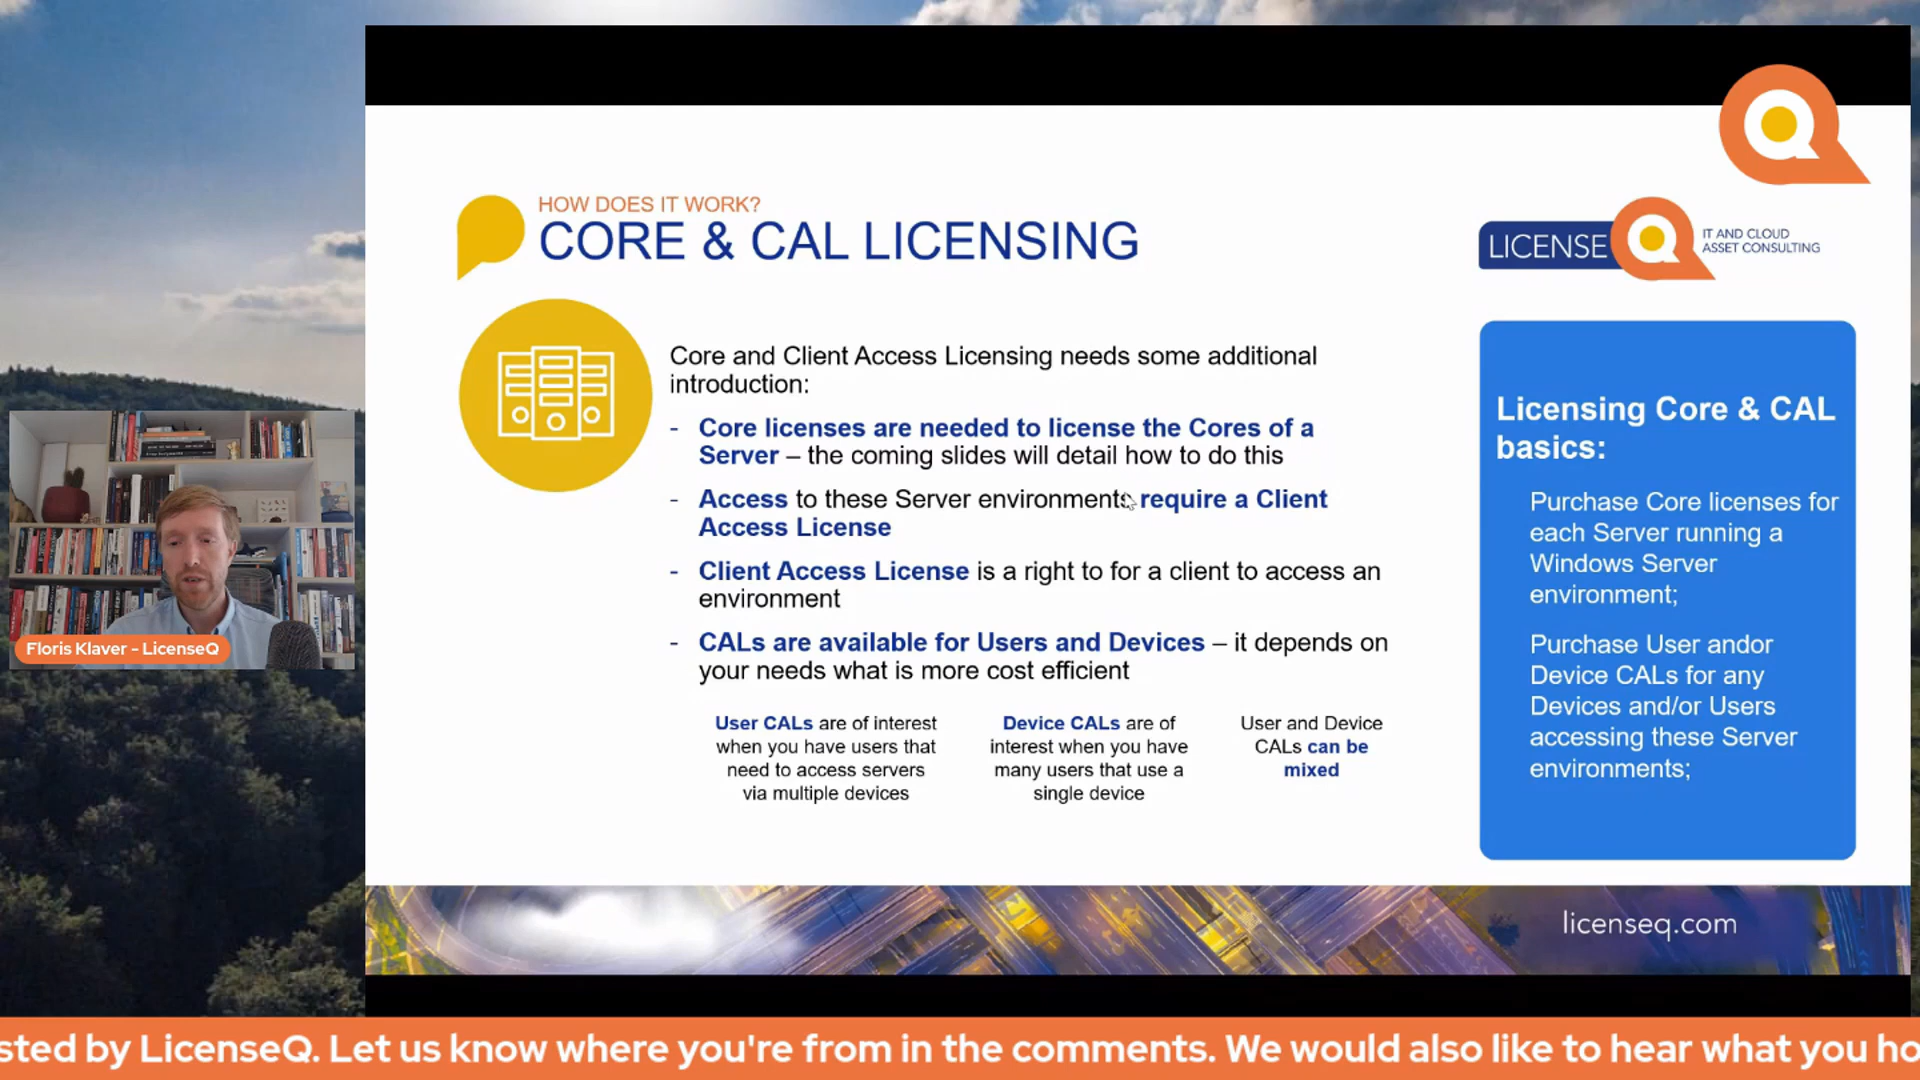 HOW DOES IT WORK?
CORE & CAL LICENSING
LICENSE
IT AND CLOUD
ASSET CONSULTING
Core and Client Access Licensing needs some additional
introduction:
- Core licenses are needed to license the Cores of a
Server – the coming slides will detail how to do this
- Access to these Server environments require a Client
Access License
- Client Access License is a right to for a client to access an
environment
- CALs are available for Users and Devices – it depends on
your needs what is more cost efficient
User CALs are of interest
when you have users that
need to access servers
via multiple devices
Device CALs are of
interest when you have
many users that use a
single device
User and Device
CALs can be
mixed
Licensing Core & CAL
basics:
Purchase Core licenses for
each Server running a
Windows Server
environment;
Purchase User andor
Device CALs for any
Devices and/or Users
accessing these Server
environments;
Floris Klaver - LicenseQ
licenseq.com
sted by LicenseQ. Let us know where you're from in the comments. We would also like to hear what you ho